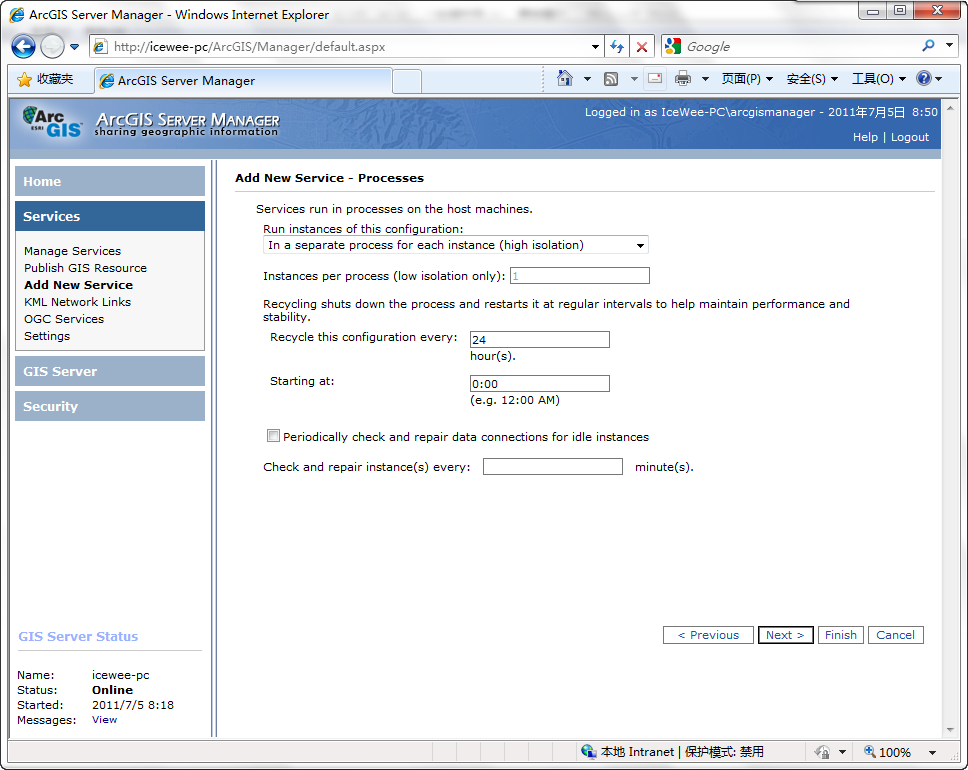 ArcGIS Server Manager - Windows Internet Explorer
http://icewee-pc/ArcGIS/Manager/default.aspx
Google
收藏夹
ArcGIS Server Manager
页面(P)
安全(S)
工具(O)
Arc
ESRI GIS
ArcGIS Server Manager
sharing geographic information
Logged in as IceWee-PC\arcgismanager - 2011年7月5日 8:50
Help | Logout
Home
Services
Manage Services
Publish GIS Resource
Add New Service
KML Network Links
OGC Services
Settings
GIS Server
Security
GIS Server Status
Name: icewee-pc
Status: Online
Started: 2011/7/5 8:18
Messages: View
Add New Service - Processes
Services run in processes on the host machines.
Run instances of this configuration:
In a separate process for each instance (high isolation)
Instances per process (low isolation only): 1
Recycling shuts down the process and restarts it at regular intervals to help maintain performance and
stability.
Recycle this configuration every: 24
hour(s).
Starting at: 0:00
(e.g. 12:00 AM)
Periodically check and repair data connections for idle instances
Check and repair instance(s) every: minute(s).
< Previous
Next >
Finish
Cancel
本地 Intranet | 保护模式: 禁用
100%